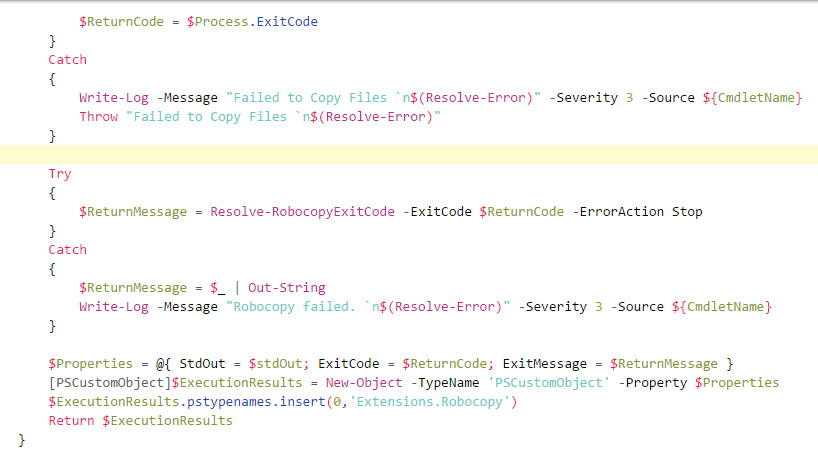 $ReturnCode = $Process.ExitCode
}
Catch
{
Write-Log -Message "Failed to Copy Files `n$(Resolve-Error)" -Severity 3 -Source ${CmdletName}
Throw "Failed to Copy Files `n$(Resolve-Error)"
}
Try
{
$ReturnMessage = Resolve-RobocopyExitCode -ExitCode $ReturnCode -ErrorAction Stop
}
Catch
{
$ReturnMessage = $_ | Out-String
Write-Log -Message "Robocopy failed. `n$(Resolve-Error)" -Severity 3 -Source ${CmdletName}
}
$Properties = @{ StdOut = $stdOut; ExitCode = $ReturnCode; ExitMessage = $ReturnMessage }
[PSCustomObject]$ExecutionResults = New-Object -TypeName 'PSCustomObject' -Property $Properties
$ExecutionResults.pstypenames.insert(0,'Extensions.Robocopy')
Return $ExecutionResults
}